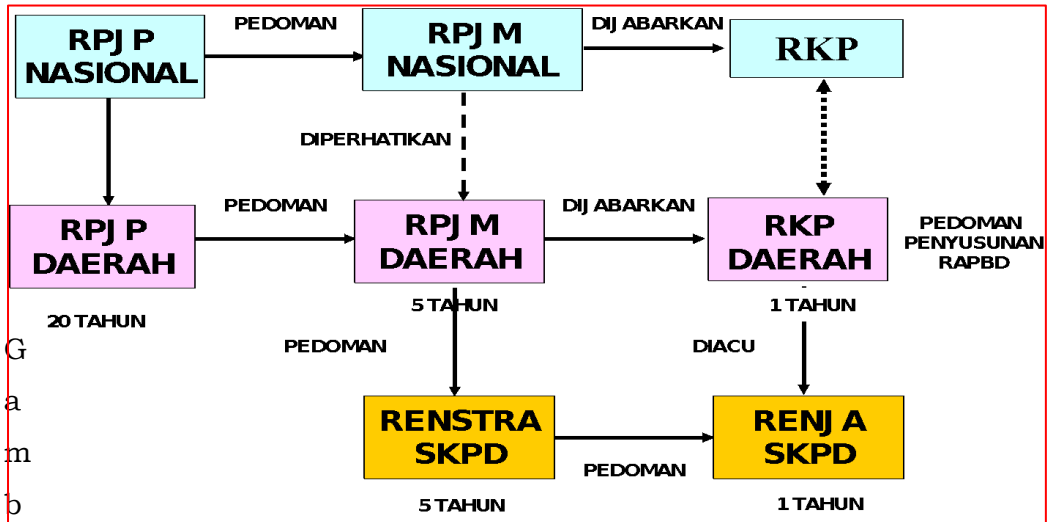 PEDOMAN
DIJABARKAN
RPJP
NASIONAL
RPJM
NASIONAL
RKP
DIPERHATIKAN
PEDOMAN
DIJABARKAN
RPJP
DAERAH
RPJM
DAERAH
RKP
DAERAH
PEDOMAN
PENYUSUNAN
RAPBD
20 TAHUN
5 TAHUN
1 TAHUN
G
a
m
b
PEDOMAN
DIACU
RENSTRA
SKPD
RENJA
SKPD
PEDOMAN
5 TAHUN
1 TAHUN